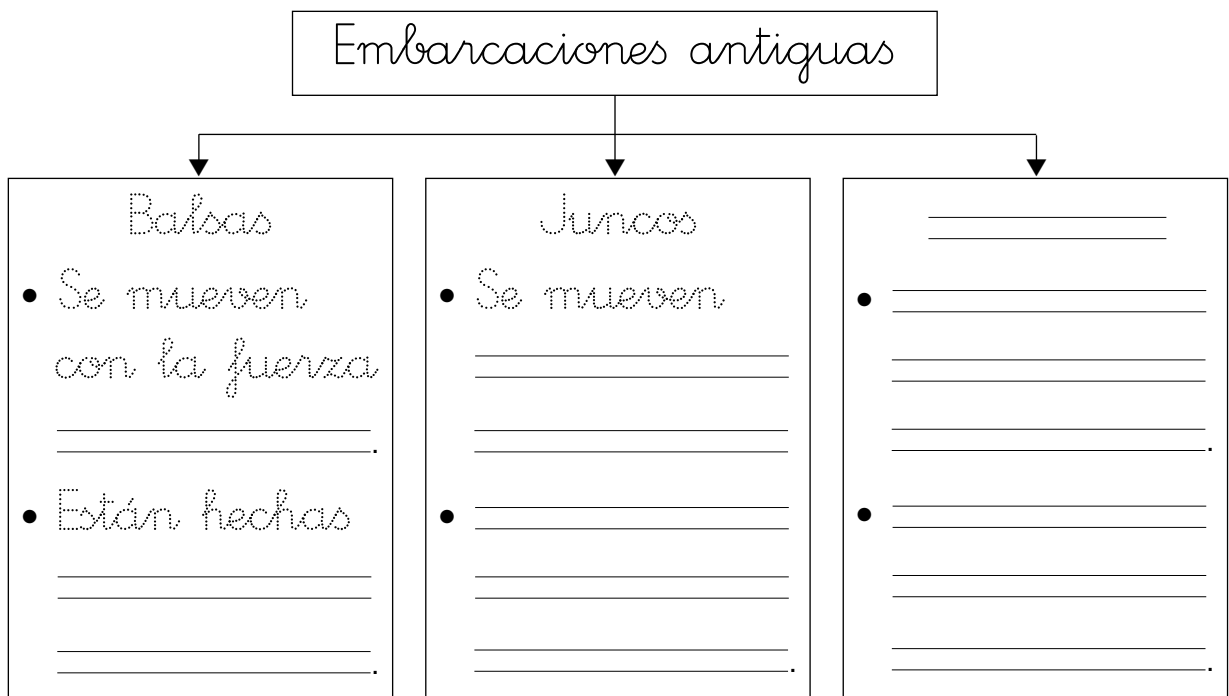 Embarcaciones antiguas
Balsas
• Se mueven
con la fuerza
.
• Están hechas
.
Juncos
• Se mueven
•
.
•
.
•
.